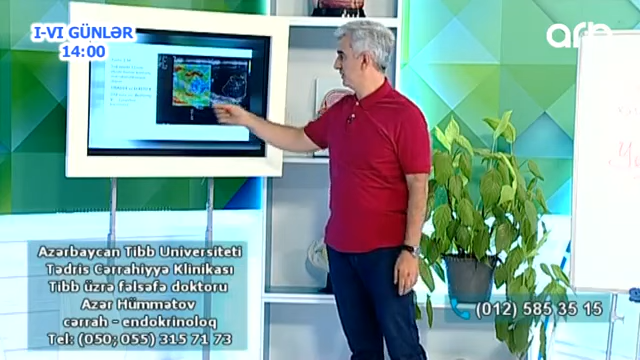 I-VI GÜNLƏR
14:00
arb
Azərbaycan Tibb Universiteti
Tədris Cərrahiyyə Klinikası
Tibb üzrə fəlsəfə doktoru
Azər Hümmətov
cərrah - endokrinoloq
Tel: (050; 055) 315 71 73
(012) 585 35 15